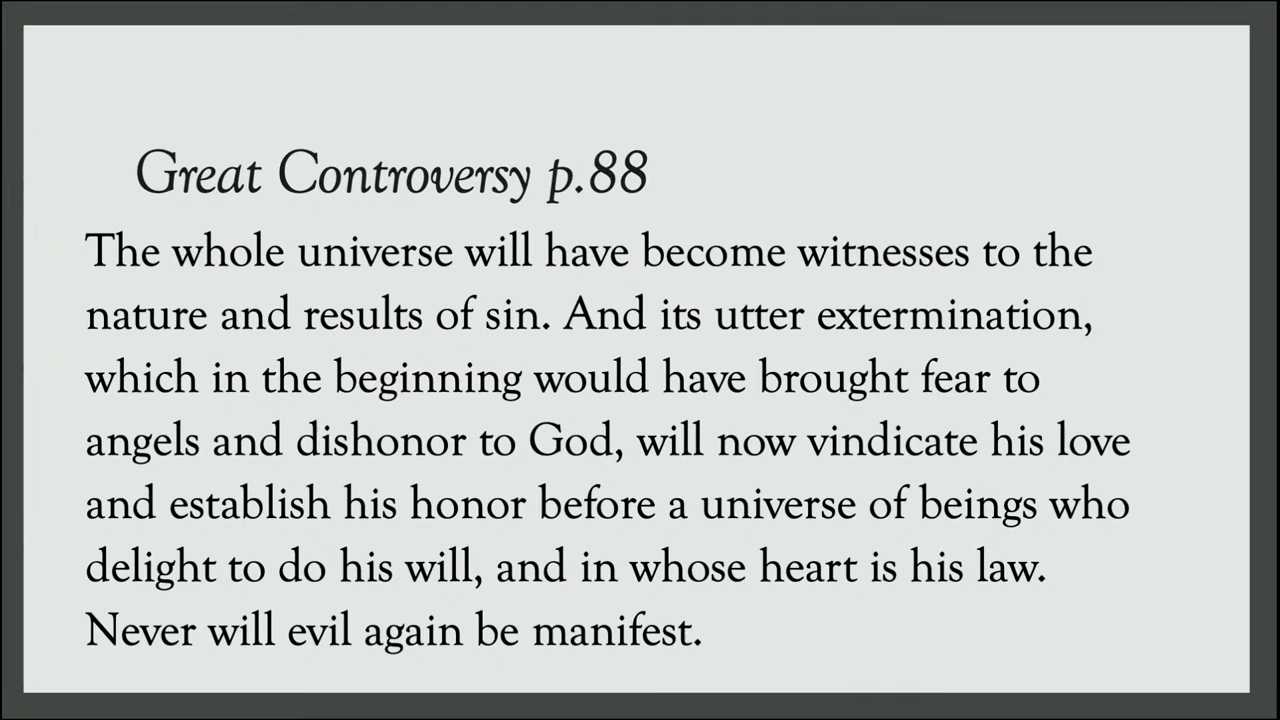 Great Controversy p.88
The whole universe will have become witnesses to the
nature and results of sin. And its utter extermination,
which in the beginning would have brought fear to
angels and dishonor to God, will now vindicate his love
and establish his honor before a universe of beings who
delight to do his will, and in whose heart is his law.
Never will evil again be manifest.